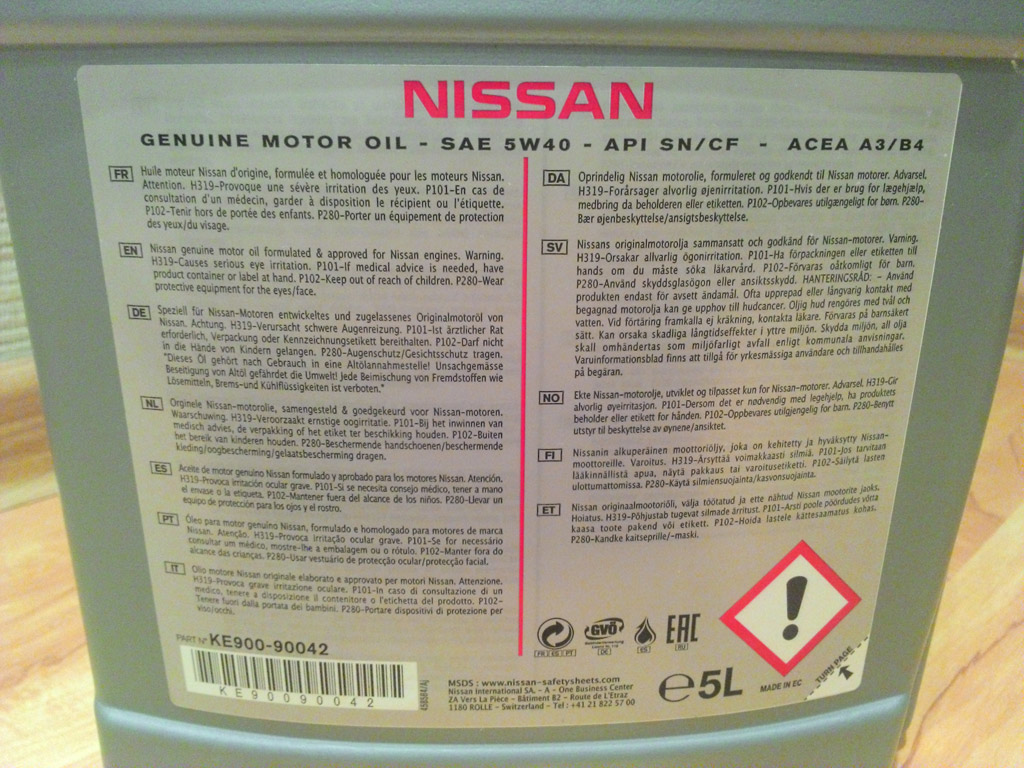 NISSAN
GENUINE MOTOR OIL - SAE 5W40 - API SN/CF - ACEA A3/B4
FR Huile moteur Nissan d'origine, formulée et homologuée pour les moteurs Nissan.
Attention. H319-Provoque une sévère irritation des yeux. P101-En cas de
consultation d'un médecin, garder à disposition le récipient ou l'étiquette.
P102-Tenir hors de portée des enfants. P280-Porter un équipement de protection
des yeux/du visage.
EN Nissan genuine motor oil formulated & approved for Nissan engines. Warning.
H319-Causes serious eye irritation. P101-If medical advice is needed, have
product container or label at hand. P102-Keep out of reach of children. P280-Wear
protective equipment for the eyes/face.
DE Speziell für Nissan-Motoren entwickeltes und zugelassenes Originalmotoröl von
Nissan. Achtung. H319-Verursacht schwere Augenreizung. P101-Ist ärztlicher Rat
erforderlich, Verpackung oder Kennzeichnungsetikett bereithalten. P102-Darf nicht
in die Hände von Kindern gelangen. P280-Augenschutz/Gesichtsschutz tragen.
"Dieses Öl gehört nach Gebrauch in eine Altölannahmestelle! Unsachgemässe
Beseitigung von Altöl gefährdet die Umwelt! Jede Beimischung von Fremdstoffen wie
Lösemitteln, Brems-und Kühlflüssigkeiten ist verboten."
NL Orginele Nissan-motorolie, samengesteld & goedgekeurd voor Nissan-motoren.
Waarschuwing. H319-Veroorzaakt ernstige oogirritatie. P101-Bij het inwinnen van
medisch advies, de verpakking of het etiket ter beschikking houden. P102-Buiten
het bereik van kinderen houden. P280-Beschermende handschoenen/beschermende
kleding/oogbescherming/gelaatsbescherming dragen.
ES Aceite de motor genuino Nissan formulado y aprobado para los motores Nissan. Atención.
H319-Provoca irritación ocular grave. P101-Si se necesita consejo médico, tener a mano
el envase o la etiqueta. P102-Mantener fuera del alcance de los niños. P280-Llevar un
equipo de protección para los ojos y el rostro.
PT Óleo para motor genuíno Nissan, formulado e homologado para motores de marca
Nissan. Asenção. H319-Provoca irritação ocular grave. P101-Se for necessário
consultar um médico, mostre-lhe a embalagem ou o rótulo. P102-Manter fora do
alcance das crianças. P280-Usar vestuário de protecção ocular/protecção facial.
IT Olio motore Nissan originale elaborato e approvato per motori Nissan. Attenzione.
H319-Provoca grave irritazione oculare. P101-In caso di consultazione di un
medico, tenere a disposizione il contenitore o l'etichetta del prodotto. P102-
Tenere fuori dalla portata dei bambini. P280-Portare dispositivi di protezione per
viso/occhi.
DA Oprindelig Nissan motorolie, formuleret og godkendt til Nissan motorer. Advarsel.
H319-Forårsager alvorlig øjenirritation. P101-Hvis der er brug for lægehjælp,
medbring da beholderen eller etiketten. P102-Opbevares utilgængeligt for børn. P280-
Bær øjenbeskyttelse/ansigtsbeskyttelse.
SV Nissans originalmotorolja sammansatt och godkänd för Nissan-motorer. Varning.
H319-Orsakar allvarlig ögonirritation. P101-Ha förpackningen eller etiketten till
hands om du måste söka läkarvård. P102-Förvaras oåtkomligt för barn.
P280-Använd skyddsglasögon eller ansiktsskydd. HANTERINGSRÅD: - Använd
produkten endast för avsett ändamål. Ofta upprepad eller långvarig kontakt med
begagnad motorolja kan ge upphov till hudcancer. Oljig hud rengöres med tvål och
vatten. Vid förtäring framkalla ej kräkning, kontakta läkare. Förvaras på barnsäkert
sätt. Kan orsaka skadliga långtidseffekter i yttre miljön. Skydda miljön, all olja
skall omhändertas som miljöfarligt avfall enligt kommunala anvisningar.
Varuinformationsblad finns att tillgå för yrkesmässiga användare och tillhandahålles
på begäran.
NO Ekte Nissan-motorolje, utviklet og tilpasset kun for Nissan-motorer. Advarsel. H319-Gir
alvorlig øyeirritasjon. P101-Dersom det er nødvendig med legehjelp, ha produktets
beholder eller etikett for hånden. P102-Oppbevares utilgjengelig for barn. P280-Benytt
utstyr til beskyttelse av øynene/ansiktet.
FI Nissanin alkuperäinen moottoriöljy, joka on kehitetty ja hyväksytty Nissan-
moottoreille. Varoitus. H319-Ärsyttää voimakkaasti silmiä. P101-Jos tarvitaan
lääkinnällistä apua, näytä pakkaus tai varoitusetiketti. P102-Säilytä lasten
ulottumattomissa. P280-Käytä silmiensuojainta/kasvonsuojainta.
ET Nissani originaalmootoriõli, välja töötatud ja ette nähtud Nissan mootorite jaoks.
Hoiatus. H319-Põhjustab tugevat silmade ärritust. P101-Arsti poole pöördudes võtta
kaasa toote pakend või etikett. P102-Hoida lastele kättesaamatus kohas.
P280-Kandke kaitseprille/-maski.
PART N° KE900-90042
KE90090042
MSDS : www.nissan-safetysheets.com
Nissan International SA. - A - One Business Center
ZA Vers La Pièce - Bâtiment B2 - Route de L'Etraz
1180 ROLLE - Switzerland - Tel : +41 21 822 57 00
FR ES PT
GVÖ
DE
ES
EAC
RU
e 5L
MADE IN EC
TURN PAGE